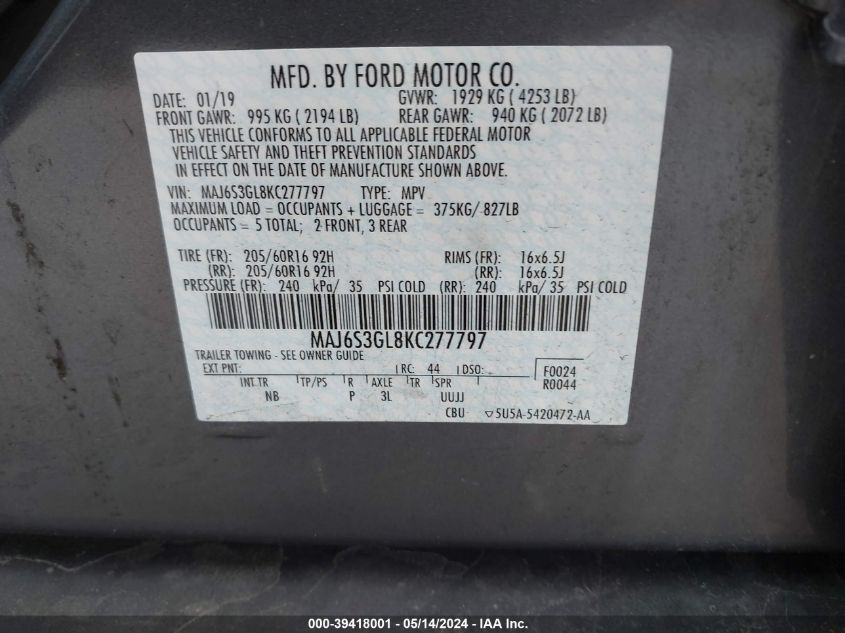 MFD. BY FORD MOTOR CO.
DATE: 01/19 GVWR: 1929 KG ( 4253 LB)
FRONT GAWR: 995 KG ( 2194 LB) REAR GAWR: 940 KG ( 2072 LB)
THIS VEHICLE CONFORMS TO ALL APPLICABLE FEDERAL MOTOR
VEHICLE SAFETY AND THEFT PREVENTION STANDARDS
IN EFFECT ON THE DATE OF MANUFACTURE SHOWN ABOVE.
VIN: MAJ6S3GL8KC277797 TYPE: MPV
MAXIMUM LOAD = OCCUPANTS + LUGGAGE = 375KG/ 827LB
OCCUPANTS = 5 TOTAL; 2 FRONT, 3 REAR
TIRE (FR): 205/60R16 92H RIMS (FR): 16x6.5J
(RR): 205/60R16 92H (RR): 16x6.5J
PRESSURE (FR): 240 kPa/ 35 PSI COLD (RR): 240 kPa/ 35 PSI COLD
MAJ6S3GL8KC277797
TRAILER TOWING - SEE OWNER GUIDE
EXT PNT: RC: 44 DSO: F0024
INT TR TP/PS R AXLE TR SPR R0044
NB P 3L UUJJ
CBU ▽5U5A-5420472-AA
000-39418001 - 05/14/2024 - IAA Inc.